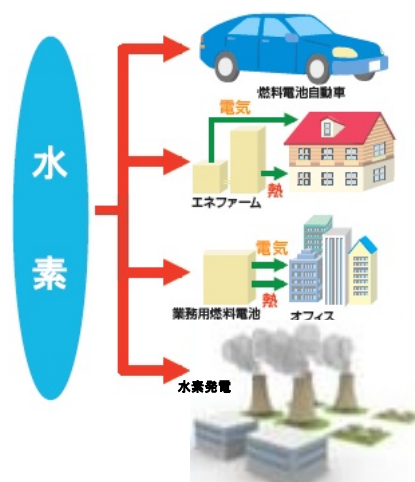 水素
燃料電池自動車
電気
熱
エネファーム
電気
熱
業務用燃料電池
オフィス
水素発電